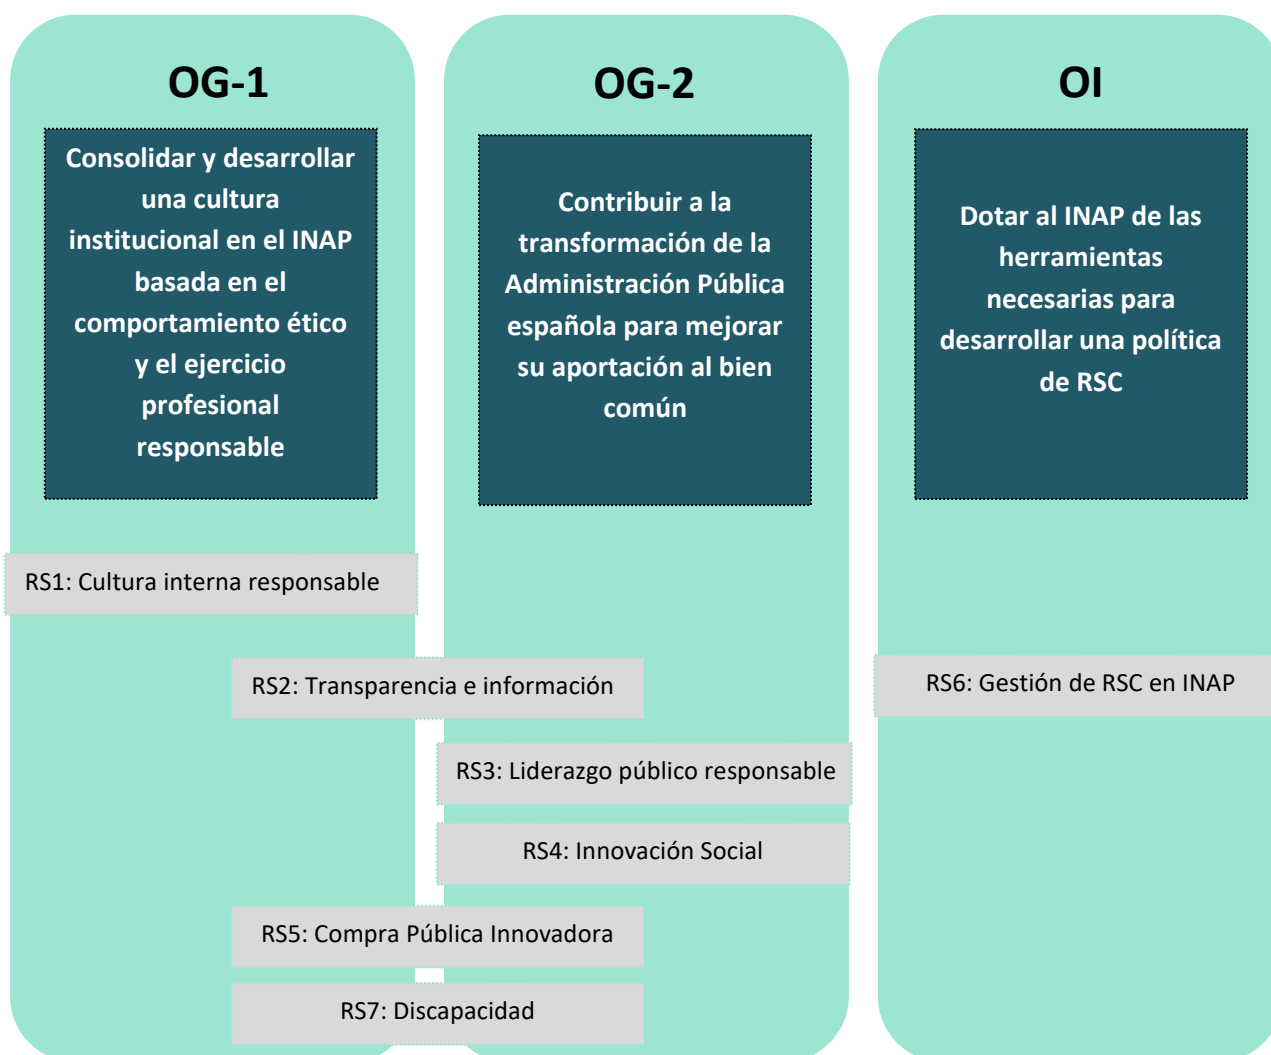 OG-1
Consolidar y desarrollar
una cultura
institucional en el INAP
basada en el
comportamiento ético
y el ejercicio
profesional
responsable
OG-2
Contribuir a la
transformación de la
Administración Pública
española para mejorar
su aportación al bien
común
OI
Dotar al INAP de las
herramientas
necesarias para
desarrollar una política
de RSC
RS1: Cultura interna responsable
RS2: Transparencia e información
RS6: Gestión de RSC en INAP
RS3: Liderazgo público responsable
RS4: Innovación Social
RS5: Compra Pública Innovadora
RS7: Discapacidad